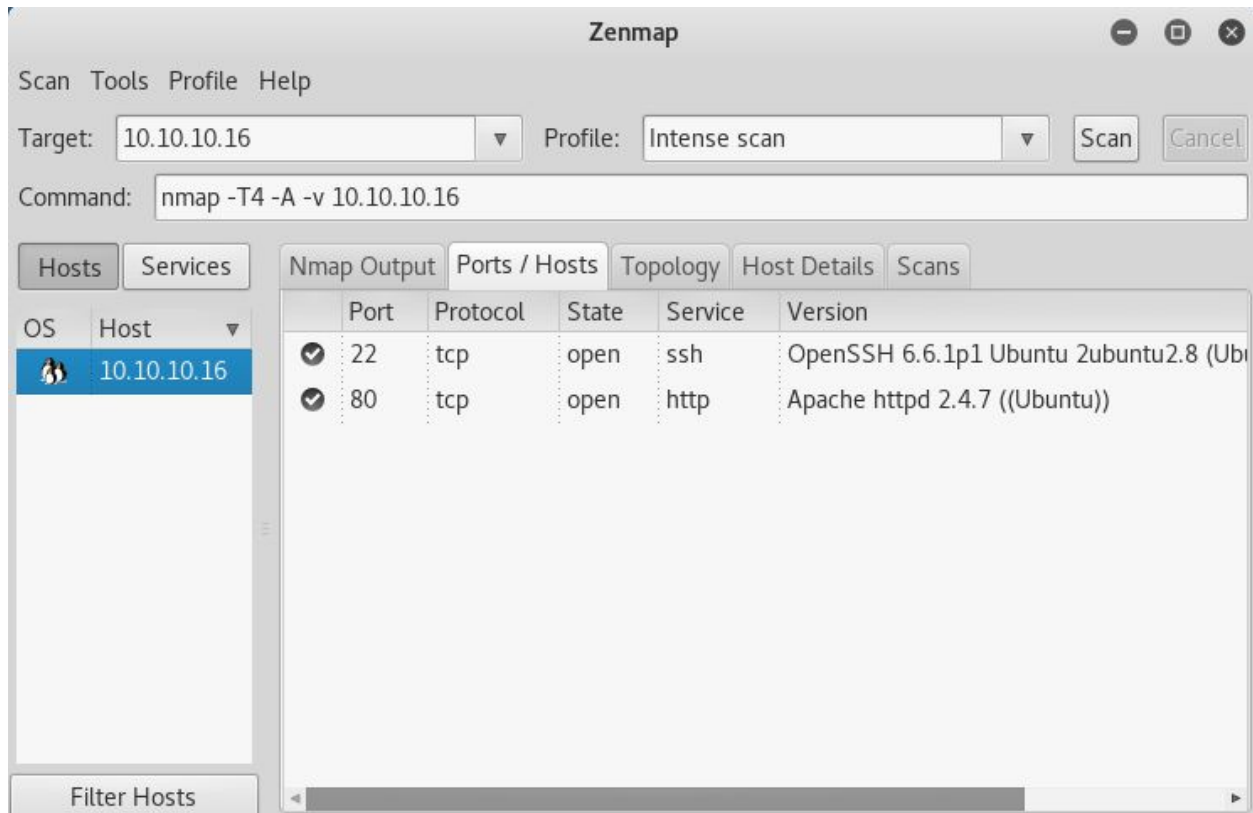 Zenmap
Scan Tools Profile Help
Target: 10.10.10.16 Profile: Intense scan Scan Cancel
Command: nmap -T4 -A -v 10.10.10.16
Hosts Services Nmap Output Ports / Hosts Topology Host Details Scans
OS Host Port Protocol State Service Version
10.10.10.16 22 tcp open ssh OpenSSH 6.6.1p1 Ubuntu 2ubuntu2.8 (Ubu
80 tcp open http Apache httpd 2.4.7 ((Ubuntu))
Filter Hosts